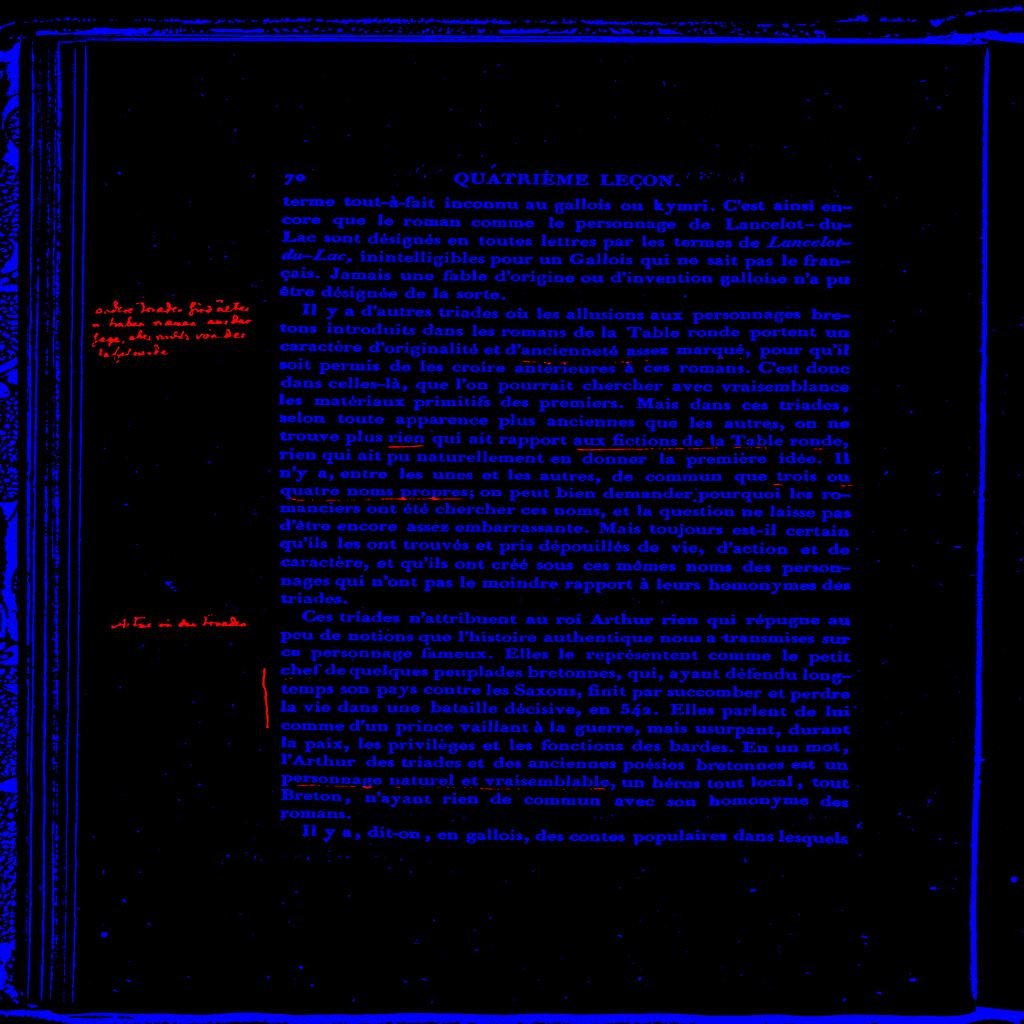 70 QUATRIÈME LEÇON.
terme tout-à-fait inconnu au gallois ou kymri. C'est ainsi en-
core que le roman comme le personnage de Lancelot-du-
Lac sont désignés en toutes lettres par les termes de Lancelot-
du-Lac, inintelligibles pour un Gallois qui ne sait pas le fran-
çais. Jamais une fable d'origine ou d'invention galloise n'a pu
être désignée de la sorte.
Il y a d'autres triades où les allusions aux personnages bre-
tons introduits dans les romans de la Table ronde portent un
caractère d'originalité et d'ancienneté assez marqué, pour qu'il
soit permis de les croire antérieures à ces romans. C'est donc
dans celles-là, que l'on pourrait chercher avec vraisemblance
les matériaux primitifs des premiers. Mais dans ces triades,
selon toute apparence plus anciennes que les autres, on ne
trouve plus rien qui ait rapport aux fictions de la Table ronde,
rien qui ait pu naturellement en donner la première idée. Il
n'y a, entre les unes et les autres, de commun que trois ou
quatre noms propres; on peut bien demander pourquoi les ro-
manciers ont été chercher ces noms, et la question ne laisse pas
d'être encore assez embarrassante. Mais toujours est-il certain
qu'ils les ont trouvés et pris dépouillés de vie, d'action et de
caractère, et qu'ils ont créé sous ces mêmes noms des person-
nages qui n'ont pas le moindre rapport à leurs homonymes des
triades.
Ces triades n'attribuent au roi Arthur rien qui répugne au
peu de notions que l'histoire authentique nous a transmises sur
ce personnage fameux. Elles le représentent comme le petit
chef de quelques peuplades bretonnes, qui, ayant défendu long-
temps son pays contre les Saxons, finit par succomber et perdre
la vie dans une bataille décisive, en 542. Elles parlent de lui
comme d'un prince vaillant à la guerre, mais usurpant, durant
la paix, les privilèges et les fonctions des bardes. En un mot,
l'Arthur des triades et des anciennes poésies bretonnes est un
personnage naturel et vraisemblable, un héros tout local, tout
Breton, n'ayant rien de commun avec son homonyme des
romans.
Il y a, dit-on, en gallois, des contes populaires dans lesquels